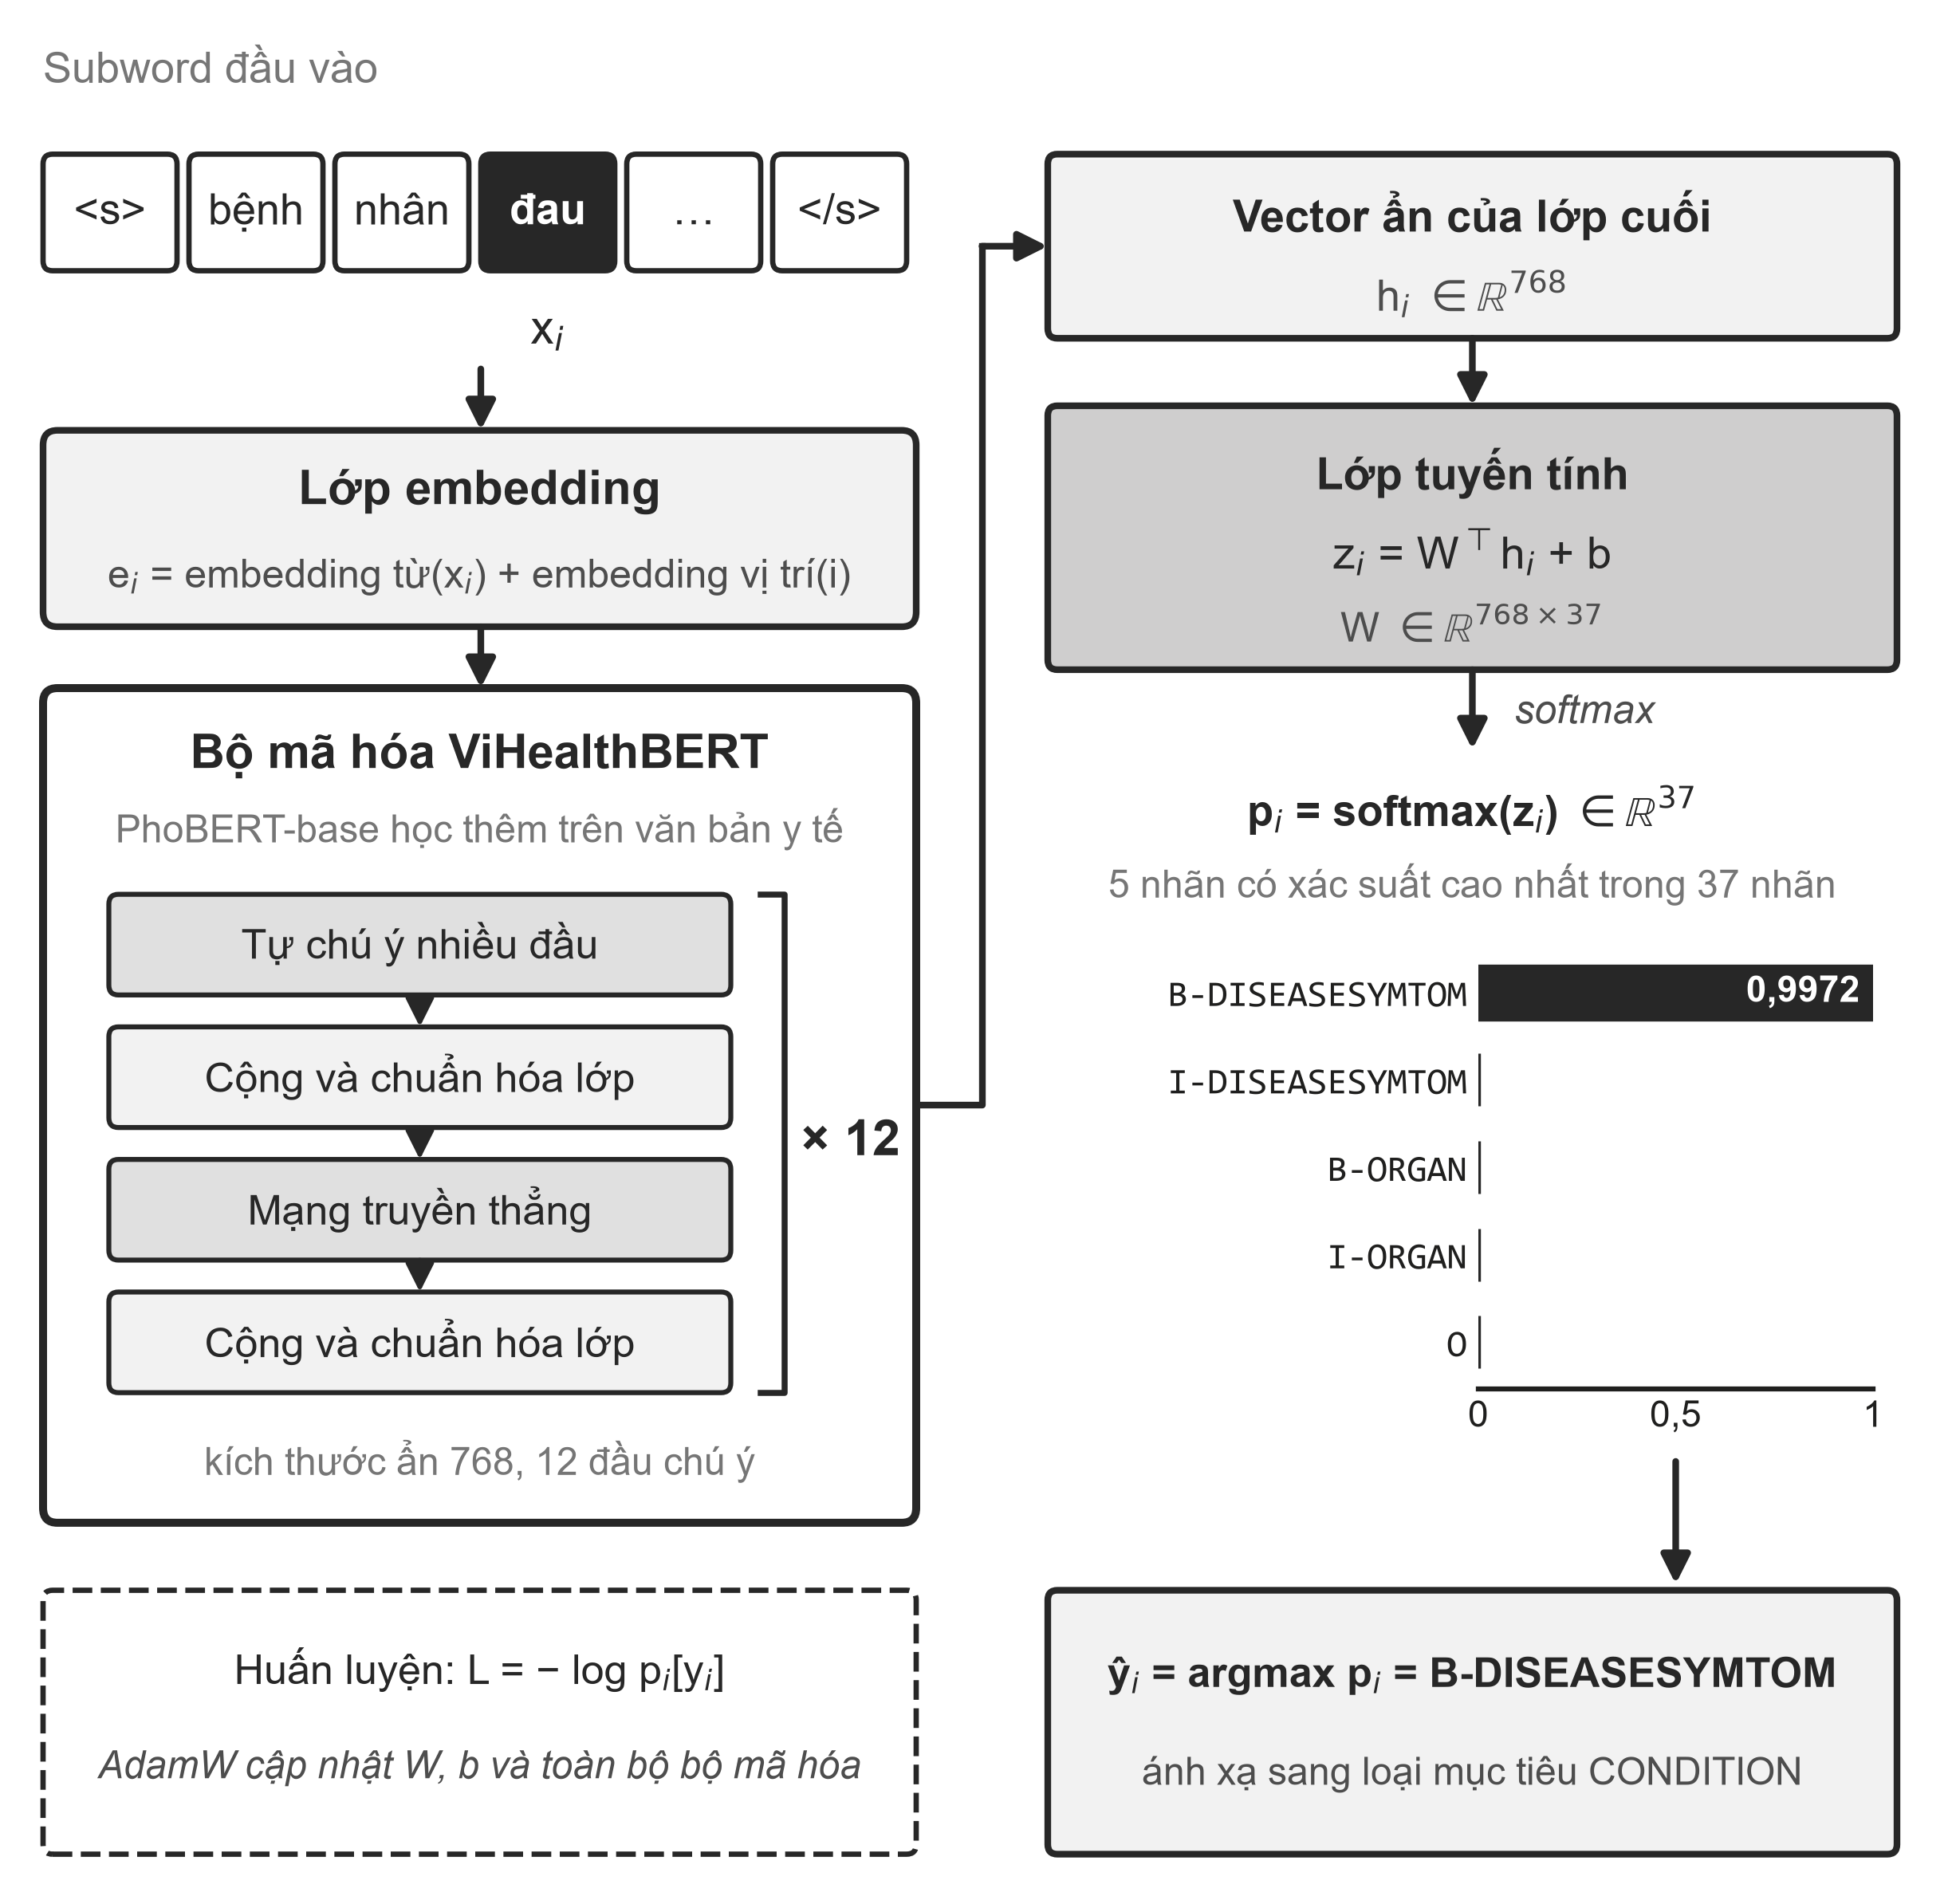 Subword đầu vào
<s> bệnh nhân đau … </s>
xᵢ
Lớp embedding
eᵢ = embedding từ(xᵢ) + embedding vị trí(i)
Bộ mã hóa ViHealthBERT
PhoBERT-base học thêm trên văn bản y tế
Tự chú ý nhiều đầu
Cộng và chuẩn hóa lớp
Mạng truyền thẳng
Cộng và chuẩn hóa lớp
× 12
kích thước ẩn 768, 12 đầu chú ý
Huấn luyện: L = − log pᵢ[yᵢ]
AdamW cập nhật W, b và toàn bộ bộ mã hóa
Vector ẩn của lớp cuối
hᵢ ∈ ℝ⁷⁶⁸
Lớp tuyến tính
zᵢ = W⊤hᵢ + b
W ∈ ℝ⁷⁶⁸ ˣ ³⁷
softmax
pᵢ = softmax(zᵢ) ∈ ℝ³⁷
5 nhãn có xác suất cao nhất trong 37 nhãn
B-DISEASESYMTOM 0,9972
I-DISEASESYMTOM
B-ORGAN
I-ORGAN
O
0 0,5 1
ŷᵢ = argmax pᵢ = B-DISEASESYMTOM
ánh xạ sang loại mục tiêu CONDITION